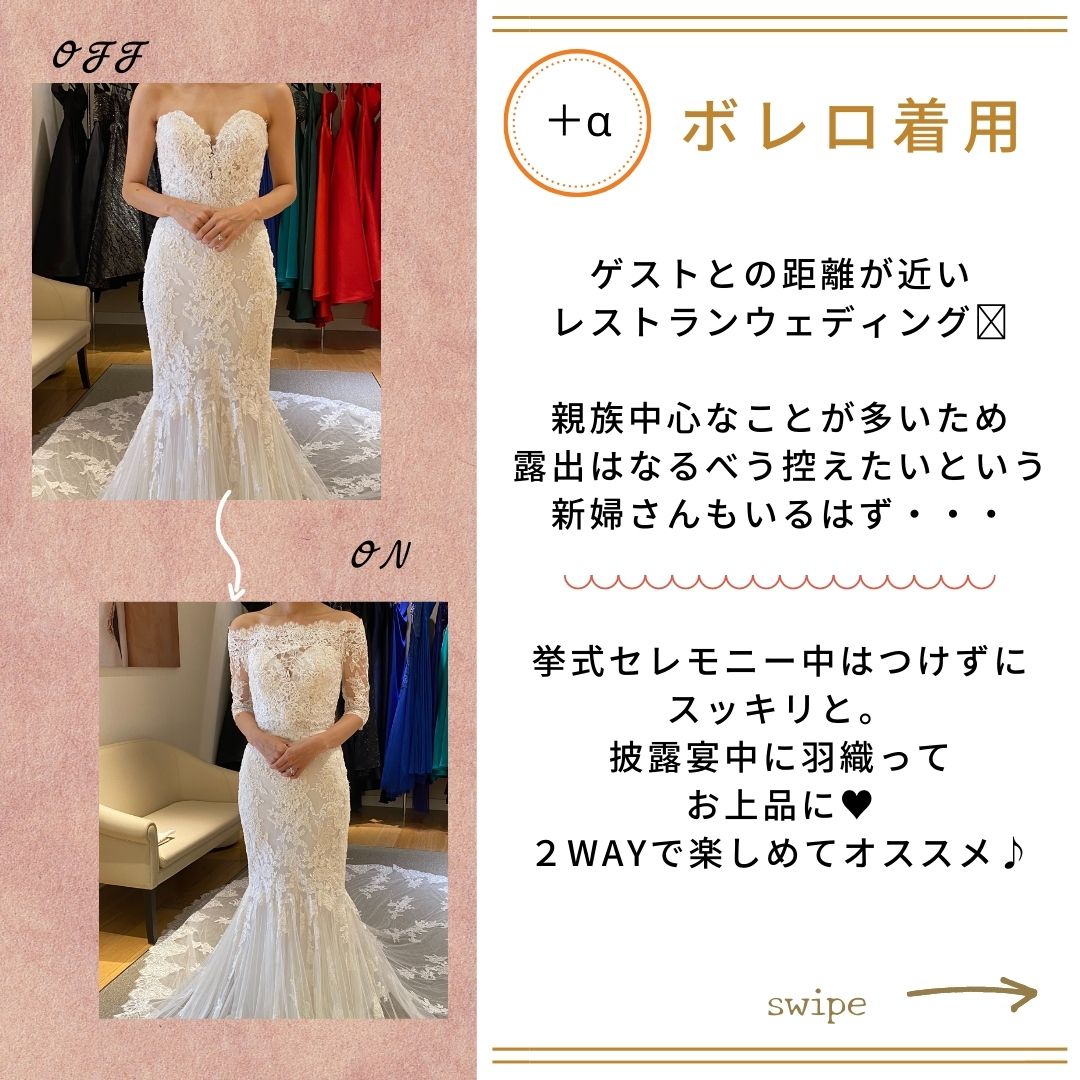 OFF
ON
+α
ボレロ着用
ゲストとの距離が近い
レストランウェディング
親族中心なことが多いため
露出はなるべう控えたいという
新婦さんもいるはず・・・
挙式セレモニー中はつけずに
スッキリと。
披露宴中に羽織って
お上品に♥
２WAYで楽しめてオススメ♪
swipe